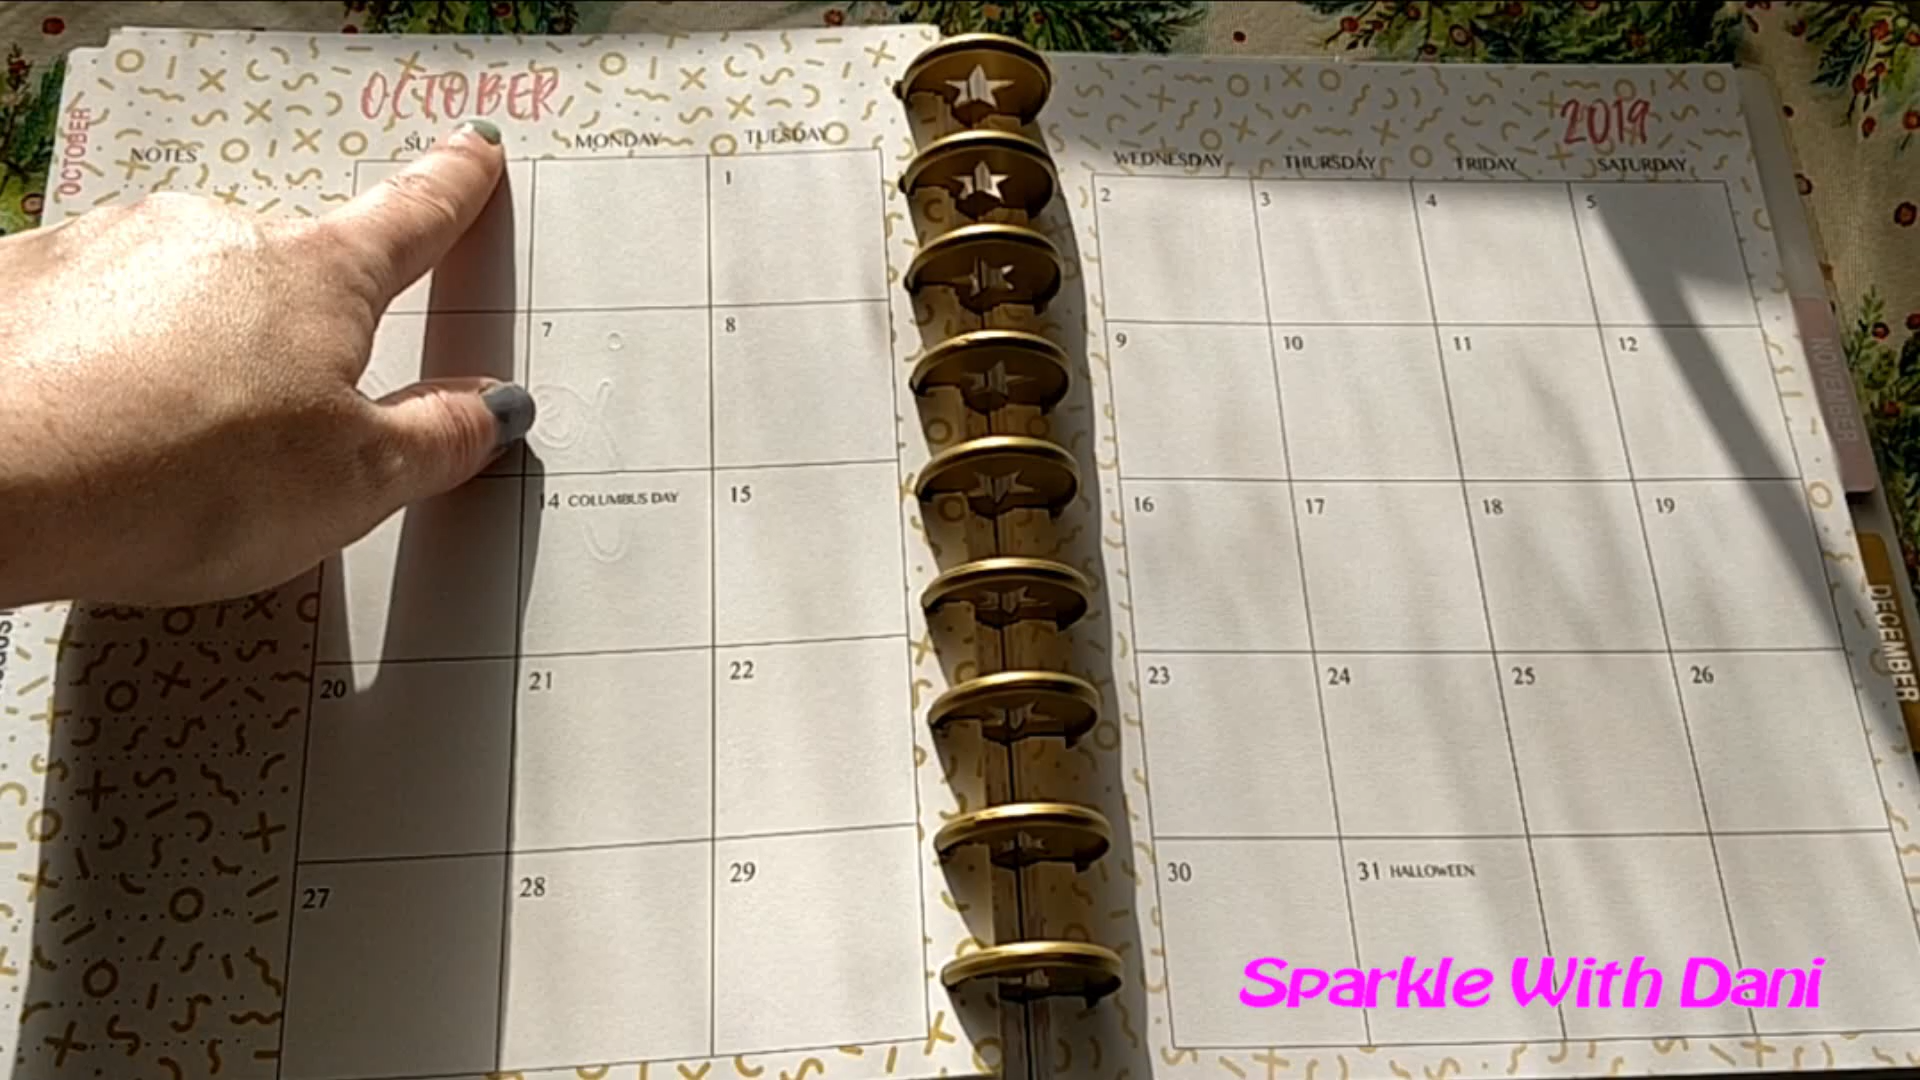 OCTOBER
2019
OCTOBER
NOTES
MONDAY
TUESDAY
WEDNESDAY
THURSDAY
FRIDAY
SATURDAY
1
2
3
4
5
7
8
9
10
11
12
14 COLUMBUS DAY
15
16
17
18
19
20
21
22
23
24
25
26
27
28
29
30
31 HALLOWEEN
NOVEMBER
DECEMBER
Sparkle With Dani